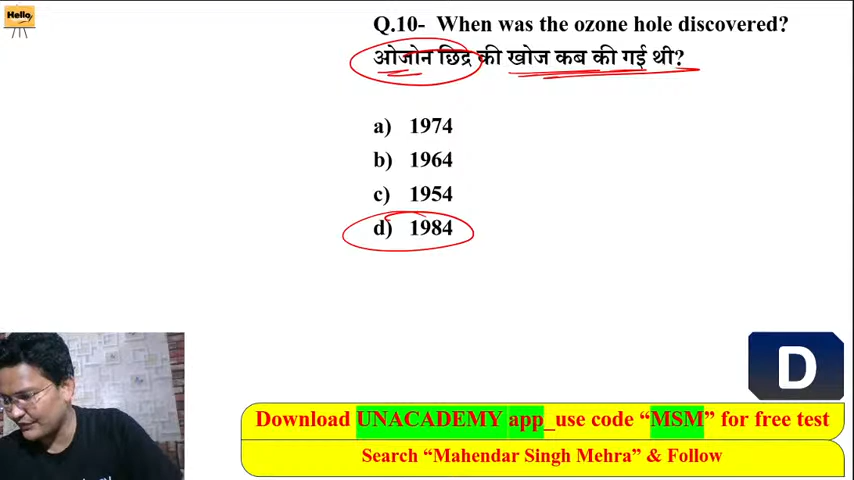 Hello
Q.10- When was the ozone hole discovered?
ओजोन छिद्र की खोज कब की गई थी?
a) 1974
b) 1964
c) 1954
d) 1984
D
Download UNACADEMY app_use code “MSM” for free test
Search “Mahendar Singh Mehra” & Follow